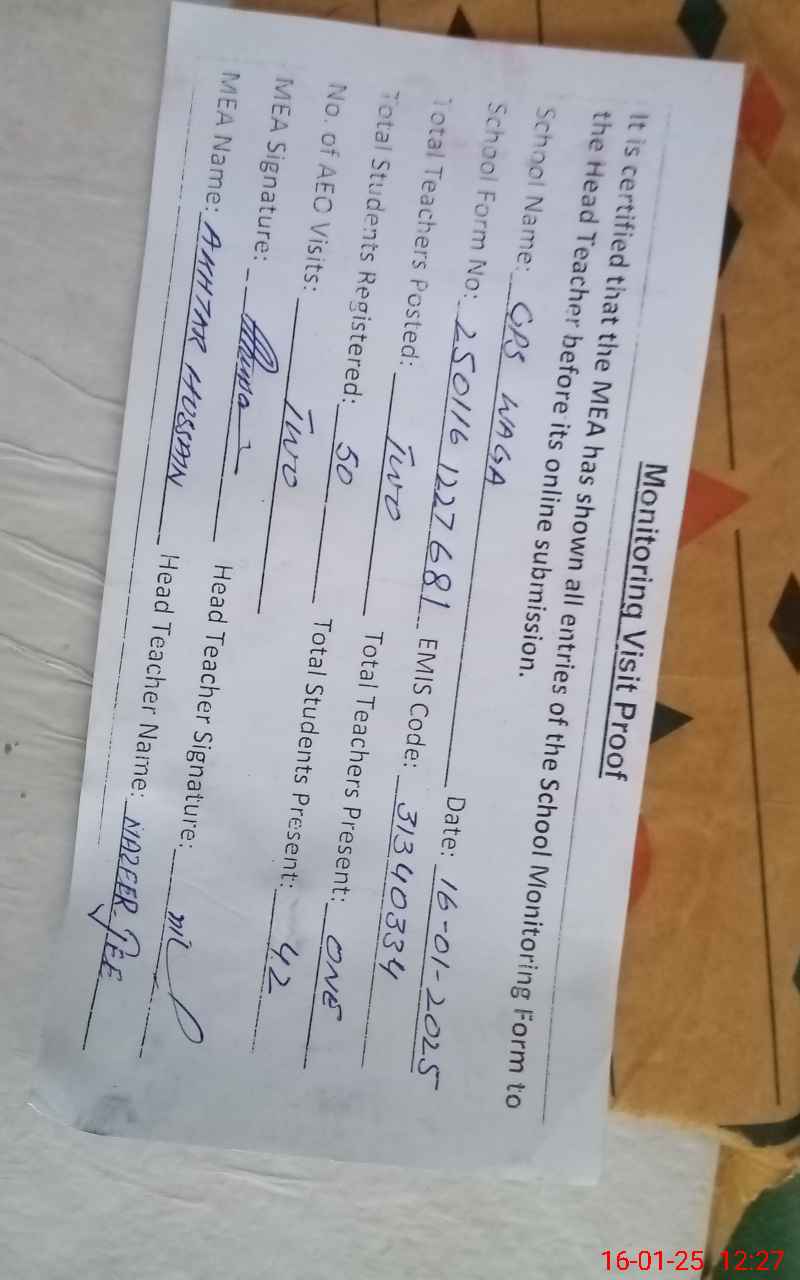 Monitoring Visit Proof
It is certified that the MEA has shown all entries of the School Monitoring Form to
the Head Teacher before its online submission.
School Name: GPS WAGA Date: 16-01-2025
School Form No: 250116 1227681 EMIS Code: 31340334
Total Teachers Posted: TWO Total Teachers Present: ONE
Total Students Registered: 50 Total Students Present: 42
No. of AEO Visits: TWO
MEA Signature: Head Teacher Signature:
MEA Name: AKHTAR HUSSAIN Head Teacher Name:
16-01-25 12:27